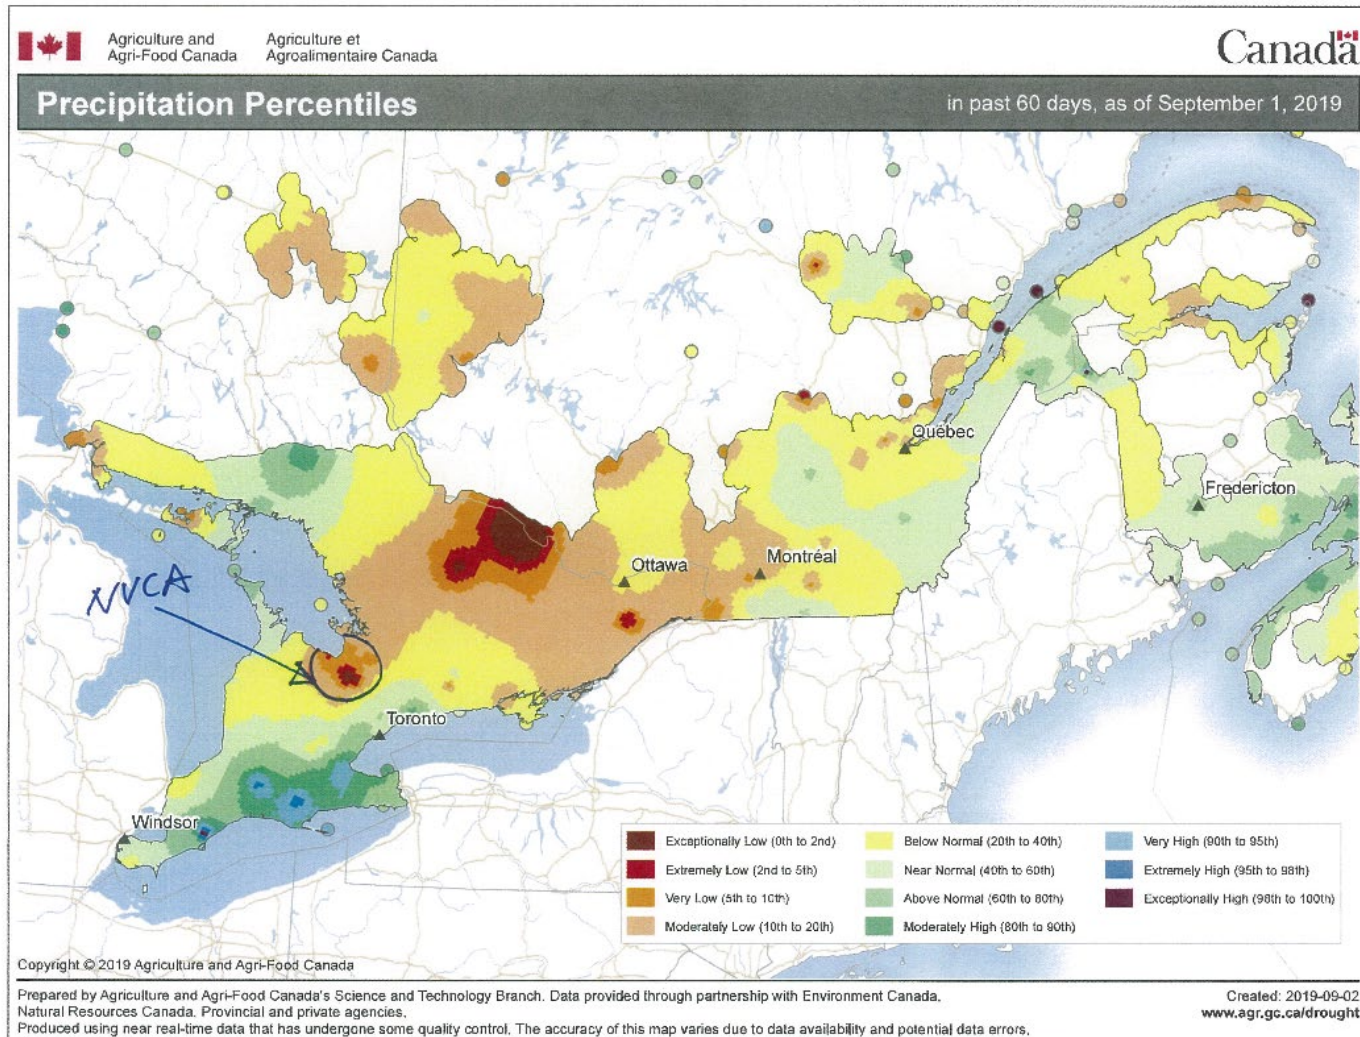 Agriculture and
Agri-Food Canada
Agriculture et
Agroalimentaire Canada
Canada
Precipitation Percentiles
in past 60 days, as of September 1, 2019
Québec
Fredericton
Ottawa
Montréal
NVCA
Toronto
Windsor
Exceptionally Low (0th to 2nd)
Extremely Low (2nd to 5th)
Very Low (5th to 10th)
Moderately Low (10th to 20th)
Below Normal (20th to 40th)
Near Normal (40th to 60th)
Above Normal (60th to 80th)
Moderately High (80th to 90th)
Very High (90th to 95th)
Extremely High (95th to 98th)
Exceptionally High (98th to 100th)
Copyright © 2019 Agriculture and Agri-Food Canada
Prepared by Agriculture and Agri-Food Canada's Science and Technology Branch. Data provided through partnership with Environment Canada,
Natural Resources Canada, Provincial and private agencies.
Produced using near real-time data that has undergone some quality control. The accuracy of this map varies due to data availability and potential data errors.
Created: 2019-09-02
www.agr.gc.ca/drought